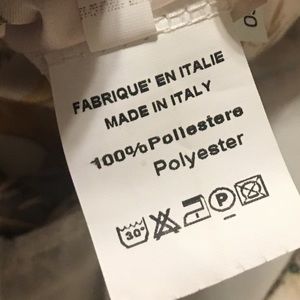 FABRIQUE' EN ITALIE
MADE IN ITALY
100% Poliestere
Polyester
30°
P